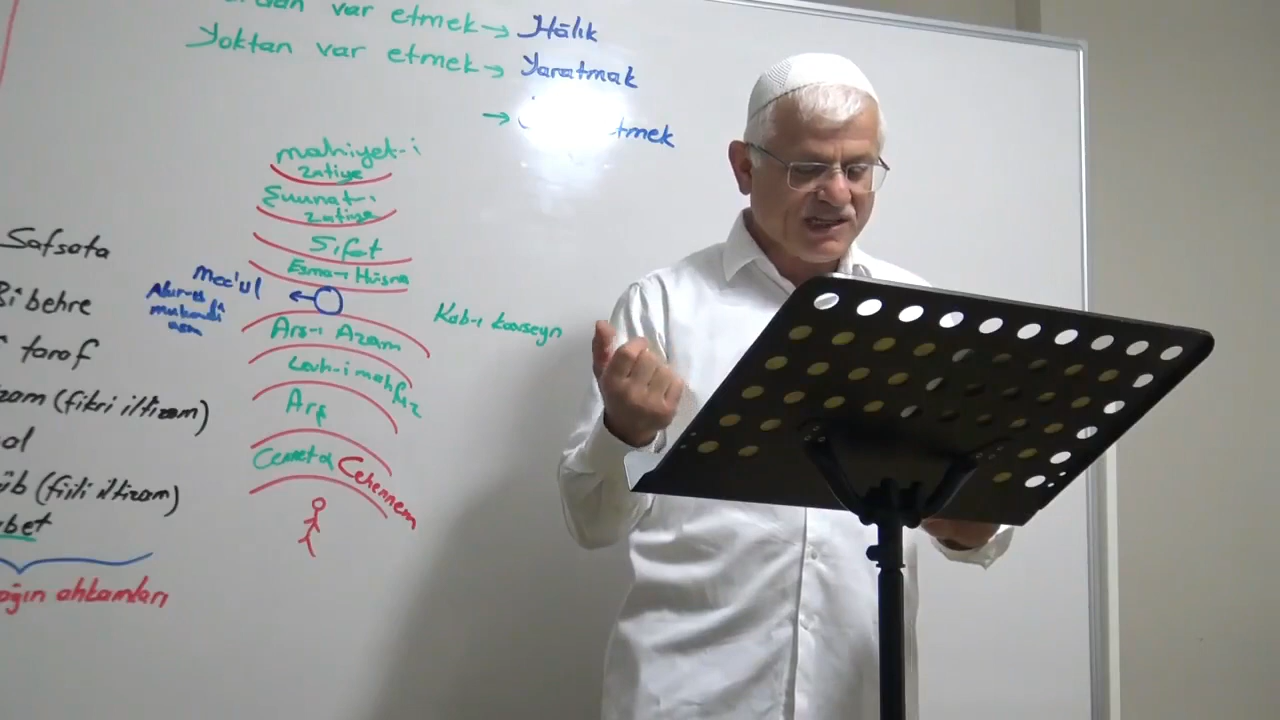 var etmek → Hâlık
Yoktan var etmek → Yaratmak
→ etmek
mahiyet-i
zatiye
Şuunat-ı
zatiye
Sıfat
Esma-ı Hüsna
Mec'ul
Arş-ı Azam
Levh-i mahfuz
Arş
Cennet
Cehennem
Kab-ı kavseyn
Safsata
behre
taraf
(fikri iltizam)
(fiili iltizam)
ahkamları